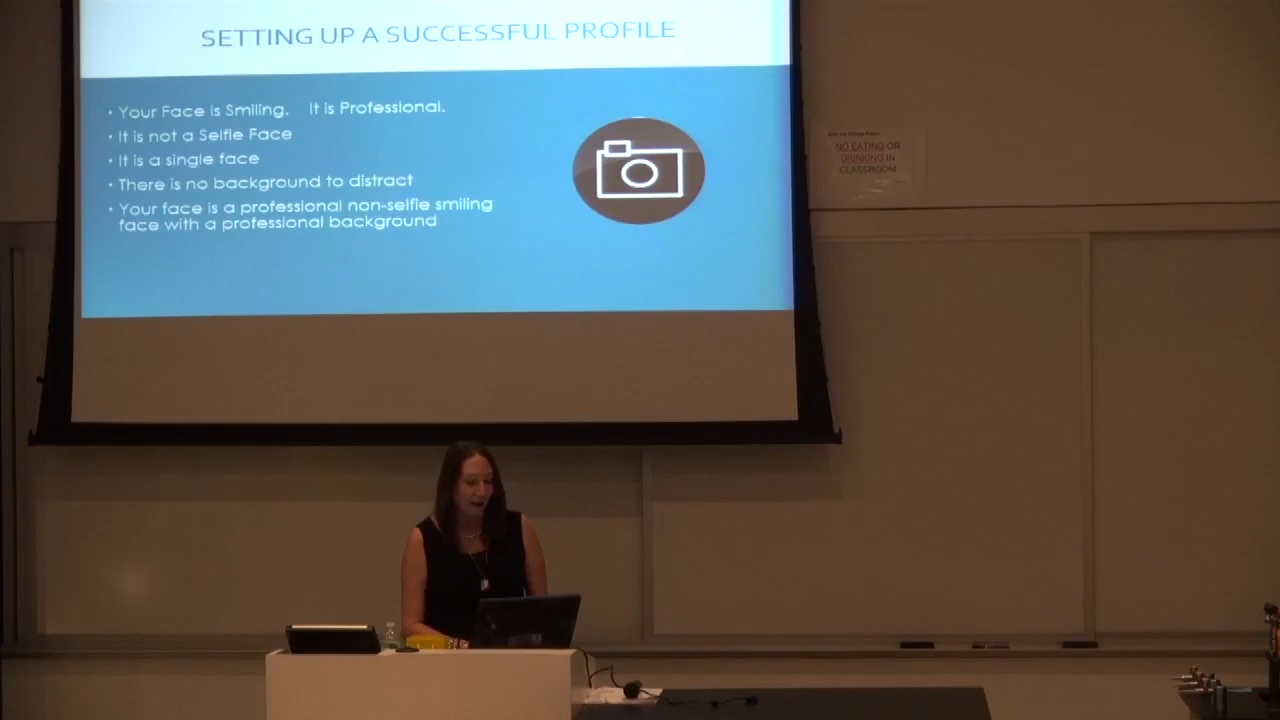 SETTING UP A SUCCESSFUL PROFILE
• Your Face is Smiling. It is Professional.
• It is not a Selfie Face
• It is a single face
• There is no background to distract
• Your face is a professional non-selfie smiling
face with a professional background
NO EATING OR
DRINKING IN
CLASSROOM